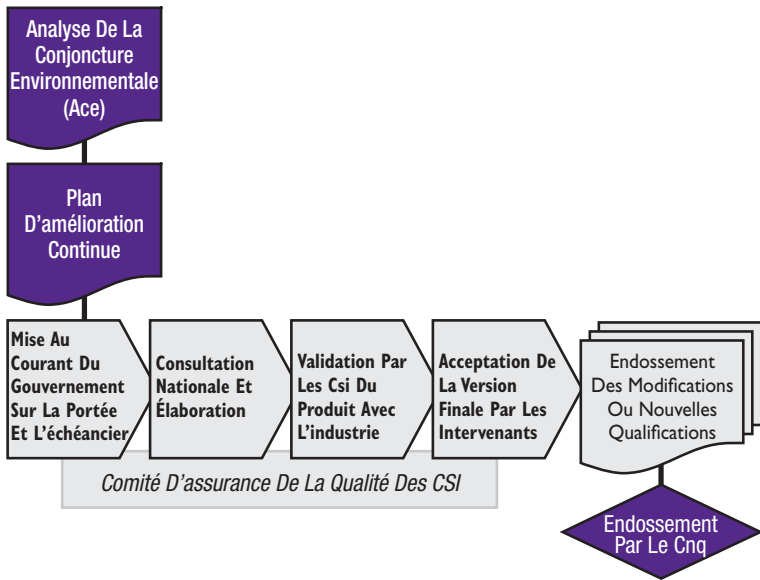 Analyse De La
Conjoncture
Environnementale
(Ace)
Plan
D'amélioration
Continue
Mise Au
Courant Du
Gouvernement
Sur La Portée
Et L'échéancier
Consultation
Nationale Et
Élaboration
Validation Par
Les Csi Du
Produit Avec
L'industrie
Acceptation De
La Version
Finale Par Les
Intervenants
Endossement
Des Modifications
Ou Nouvelles
Qualifications
Comité D'assurance De La Qualité Des CSI
Endossement
Par Le Cnq